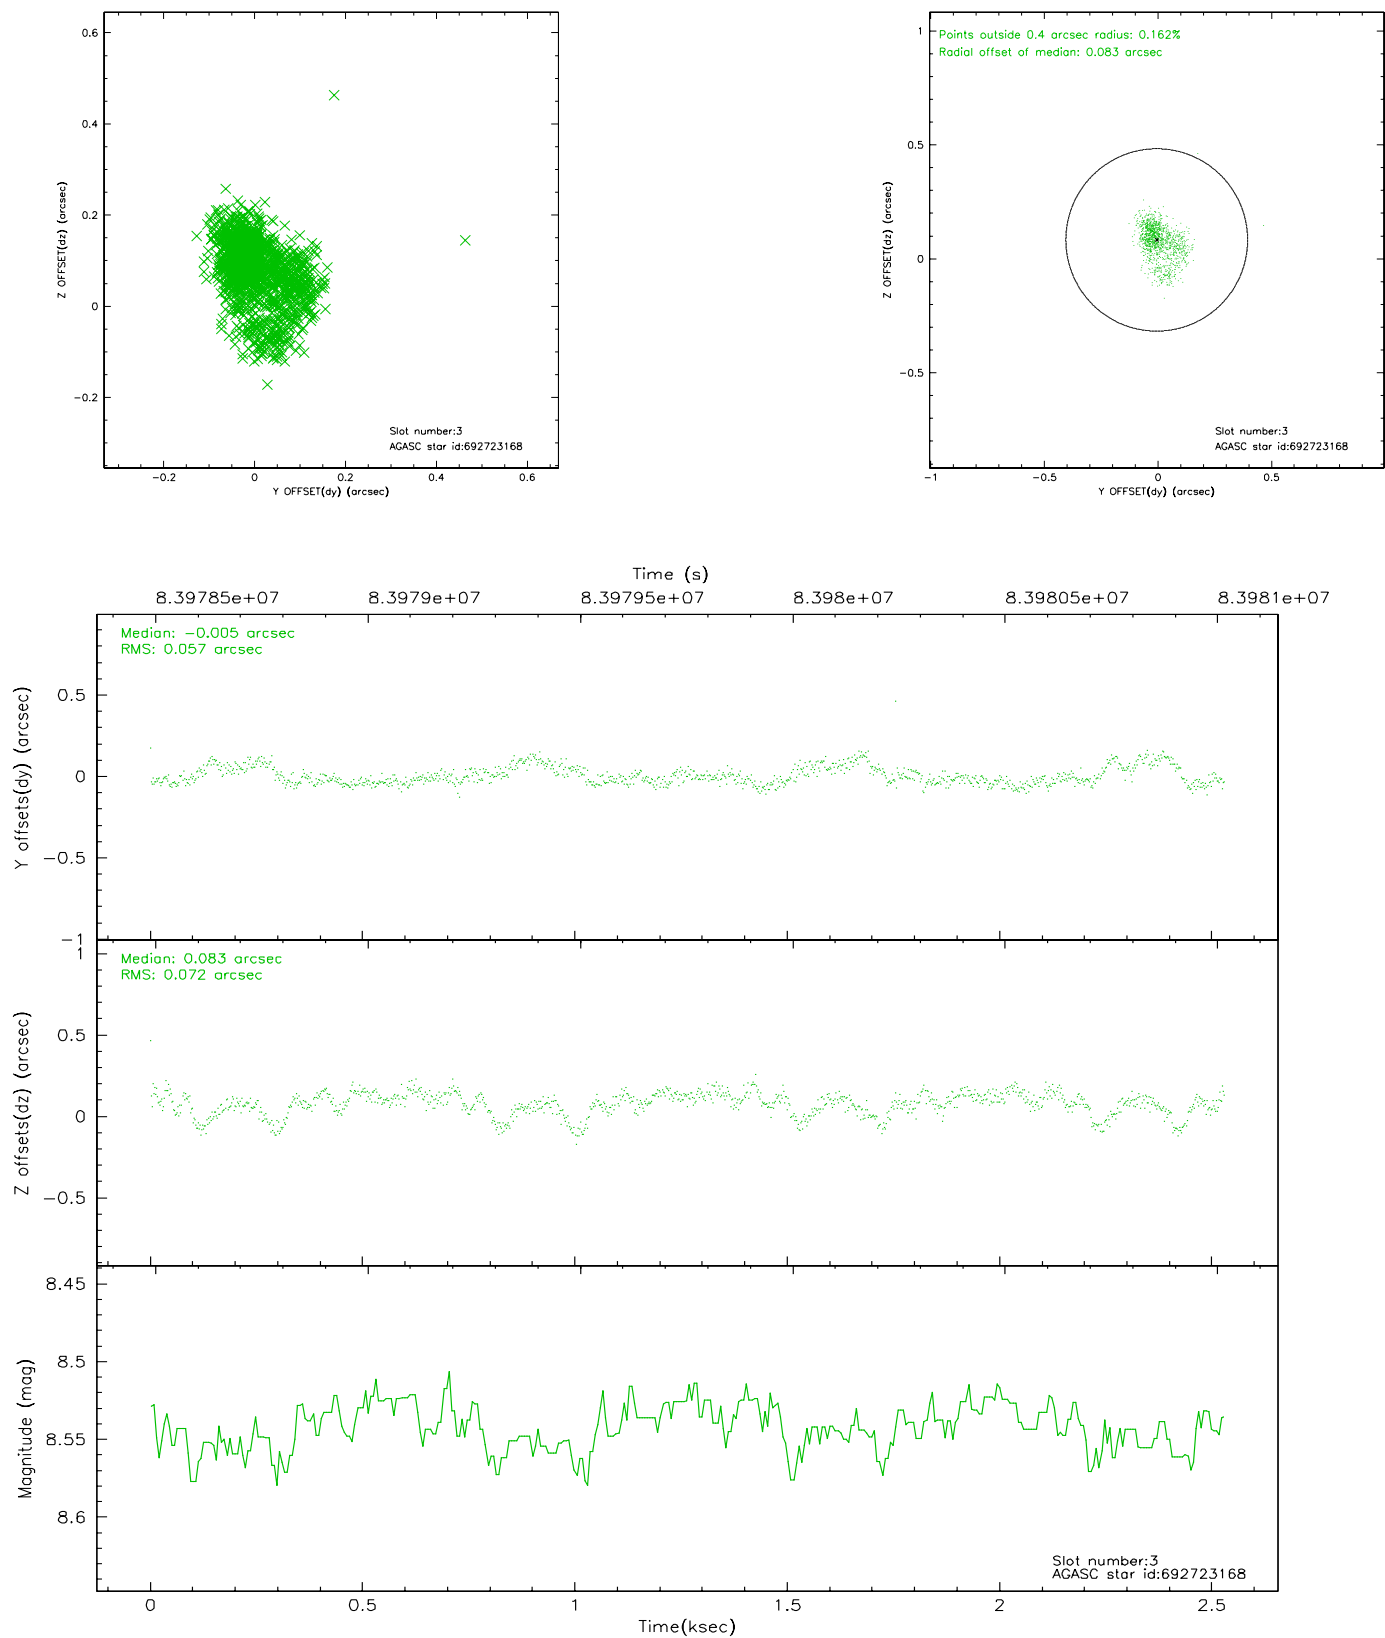 0.6
0.4
0.2
0
−0.2
Z OFFSET(dz) (arcsec)
Slot number:3
AGASC star id:692723168
−0.2 0 0.2 0.4 0.6
Y OFFSET(dy) (arcsec)
Points outside 0.4 arcsec radius: 0.162%
Radial offset of median: 0.083 arcsec
1
0.5
0
−0.5
Z OFFSET(dz) (arcsec)
Slot number:3
AGASC star id:692723168
−1 −0.5 0 0.5
Y OFFSET(dy) (arcsec)
Time (s)
8.39785e+07 8.3979e+07 8.39795e+07 8.398e+07 8.39805e+07 8.3981e+07
Median: −0.005 arcsec
RMS: 0.057 arcsec
0.5
0
−0.5
−1
Y offsets(dy) (arcsec)
Median: 0.083 arcsec
RMS: 0.072 arcsec
1
0.5
0
−0.5
Z offsets(dz) (arcsec)
8.45
8.5
8.55
8.6
Magnitude (mag)
Slot number:3
AGASC star id:692723168
0 0.5 1 1.5 2 2.5
Time(ksec)